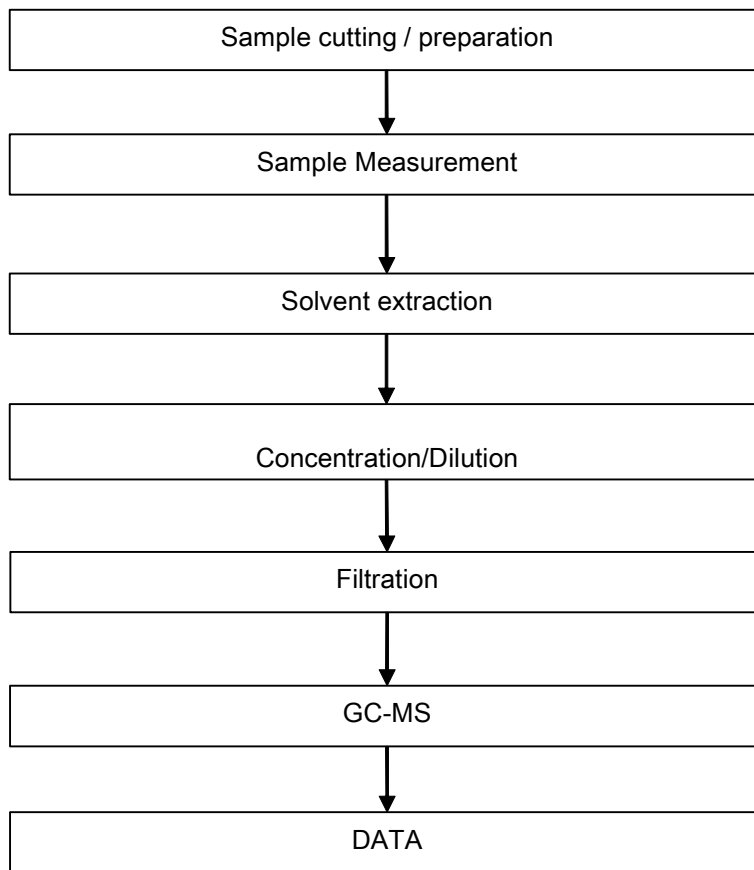 Sample cutting / preparation
Sample Measurement
Solvent extraction
Concentration/Dilution
Filtration
GC-MS
DATA